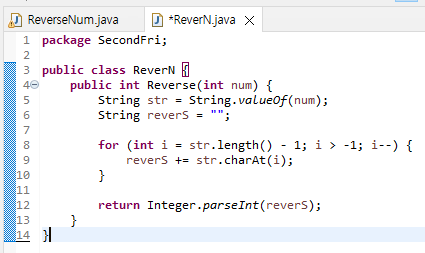 ReverseNum.java
*ReverN.java
1 package SecondFri;
2
3 public class ReverN {
4 public int Reverse(int num) {
5 String str = String.valueOf(num);
6 String reverS = "";
7
8 for (int i = str.length() - 1; i > -1; i--) {
9 reverS += str.charAt(i);
10 }
11
12 return Integer.parseInt(reverS);
13 }
14 }